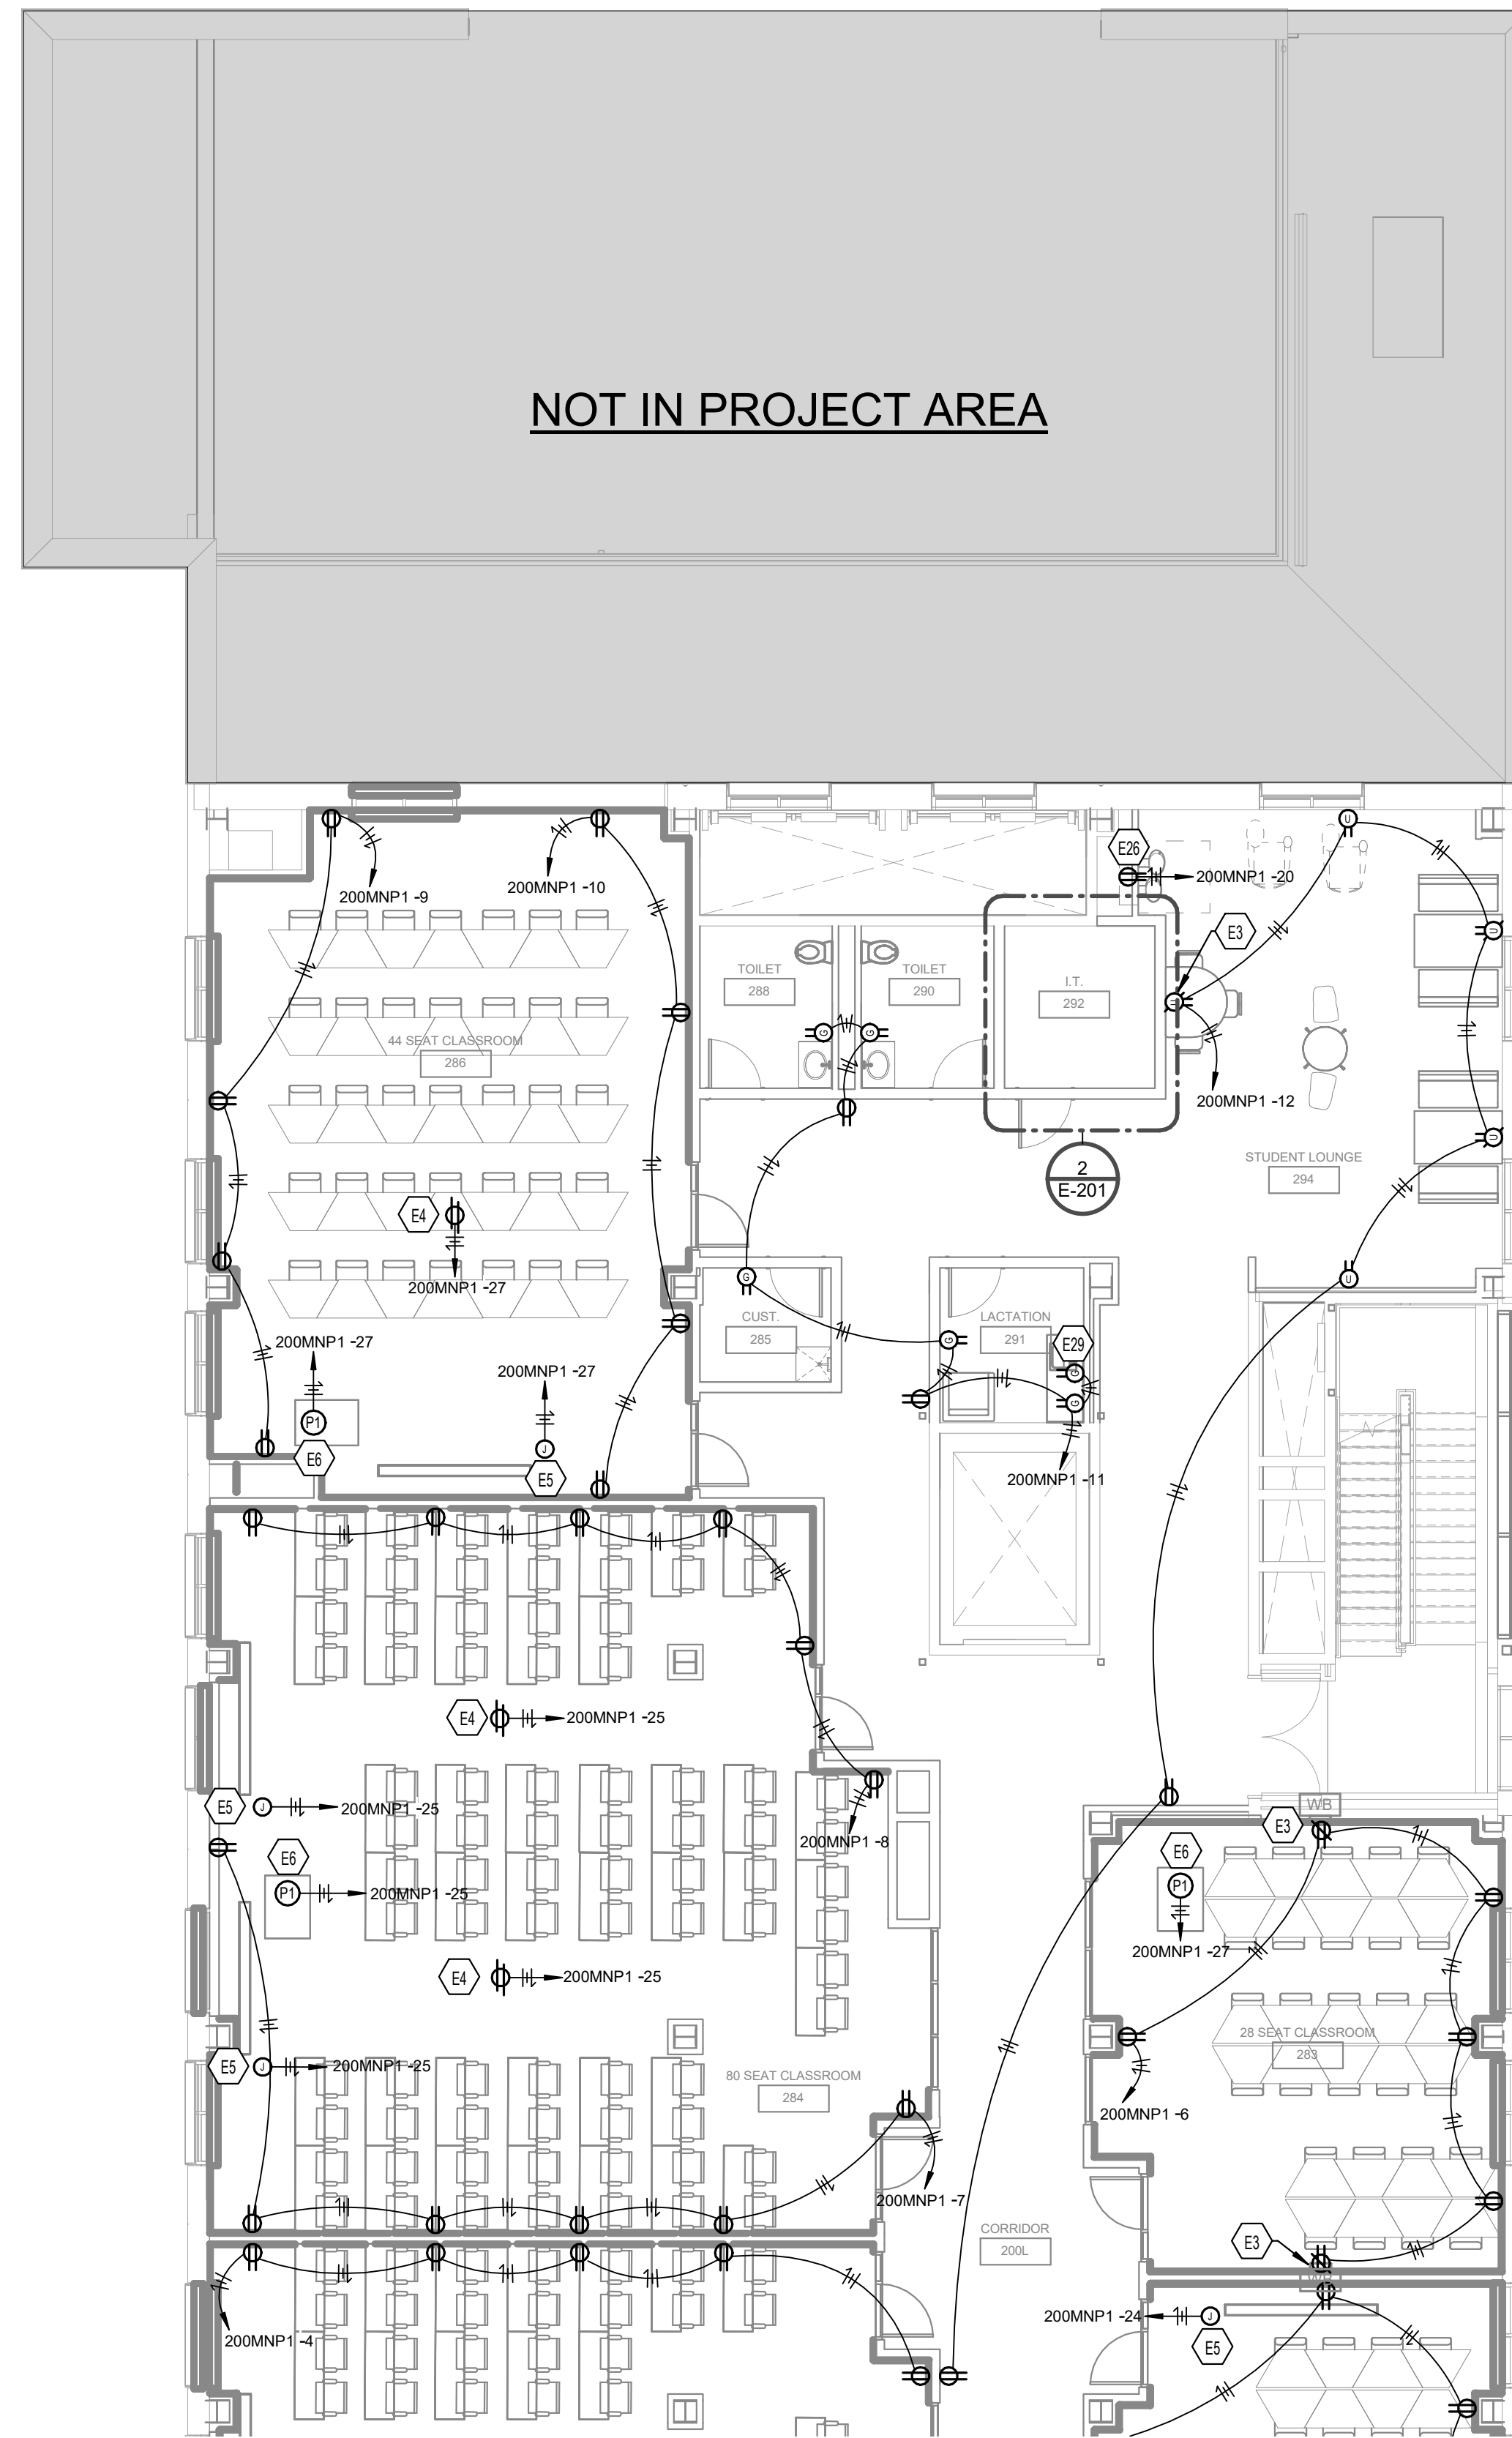 NOT IN PROJECT AREA
200MNP1 -9
200MNP1 -10
E26
200MNP1 -20
E3
U
U
U
U
U
TOILET
288
TOILET
290
I.T.
292
G
G
44 SEAT CLASSROOM
286
200MNP1 -12
2
E-201
STUDENT LOUNGE
294
E4
200MNP1 -27
G
CUST.
285
G
LACTATION
291
E29
G
G
200MNP1 -27
P1
E6
200MNP1 -27
J
E5
200MNP1 -11
E4
200MNP1 -25
E5
J
200MNP1 -25
200MNP1 -8
WB
E3
E6
P1
200MNP1 -25
E6
P1
200MNP1 -27
E4
200MNP1 -25
28 SEAT CLASSROOM
283
E5
J
200MNP1 -25
80 SEAT CLASSROOM
284
200MNP1 -6
200MNP1 -7
CORRIDOR
200L
E3
WB
200MNP1 -4
200MNP1 -24
J
E5